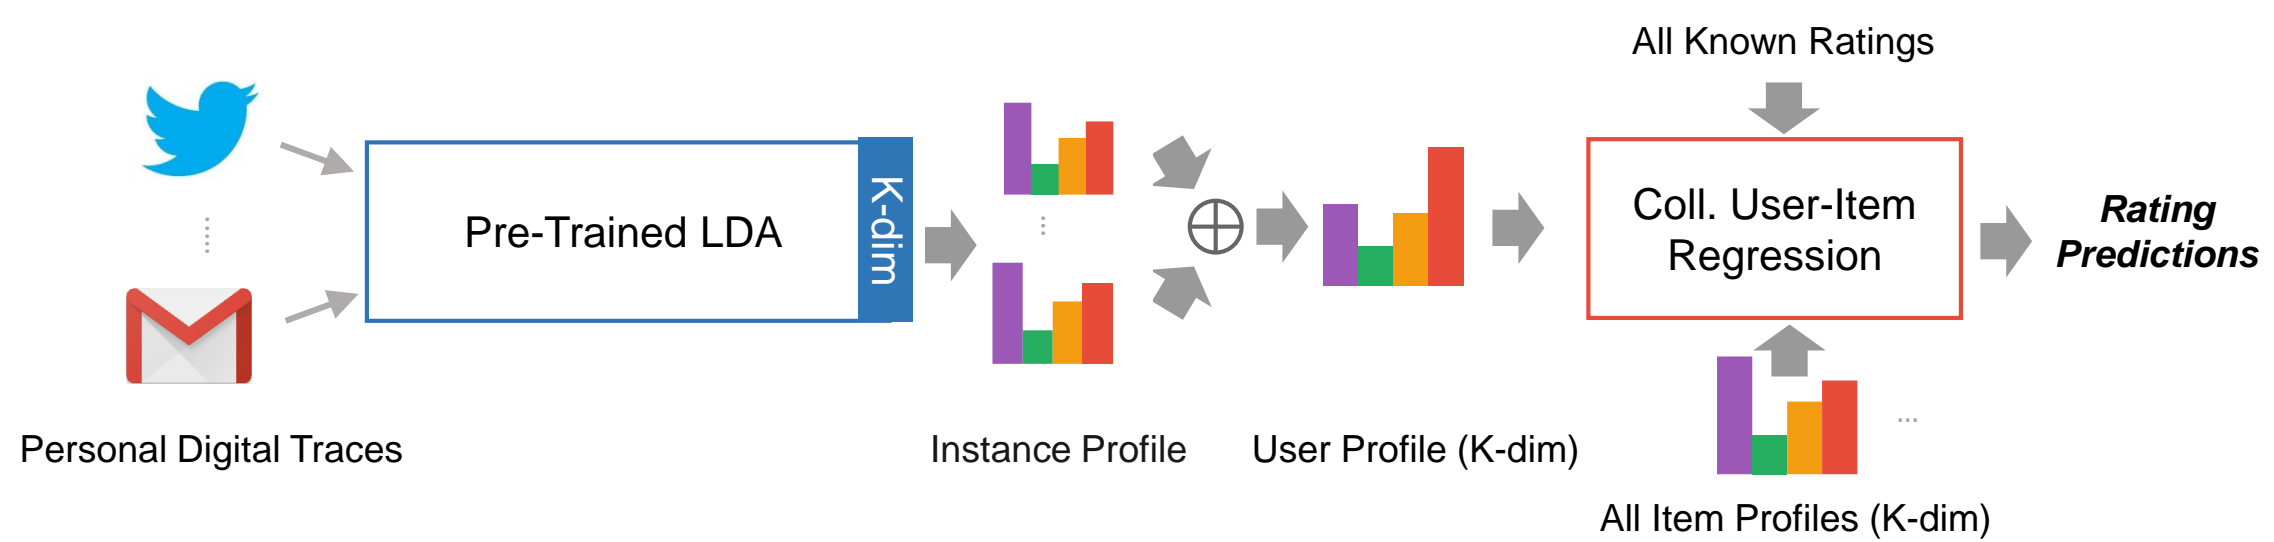 All Known Ratings
Pre-Trained LDA
K-dim
Coll. User-Item
Regression
Rating
Predictions
Personal Digital Traces
Instance Profile
User Profile (K-dim)
...
All Item Profiles (K-dim)